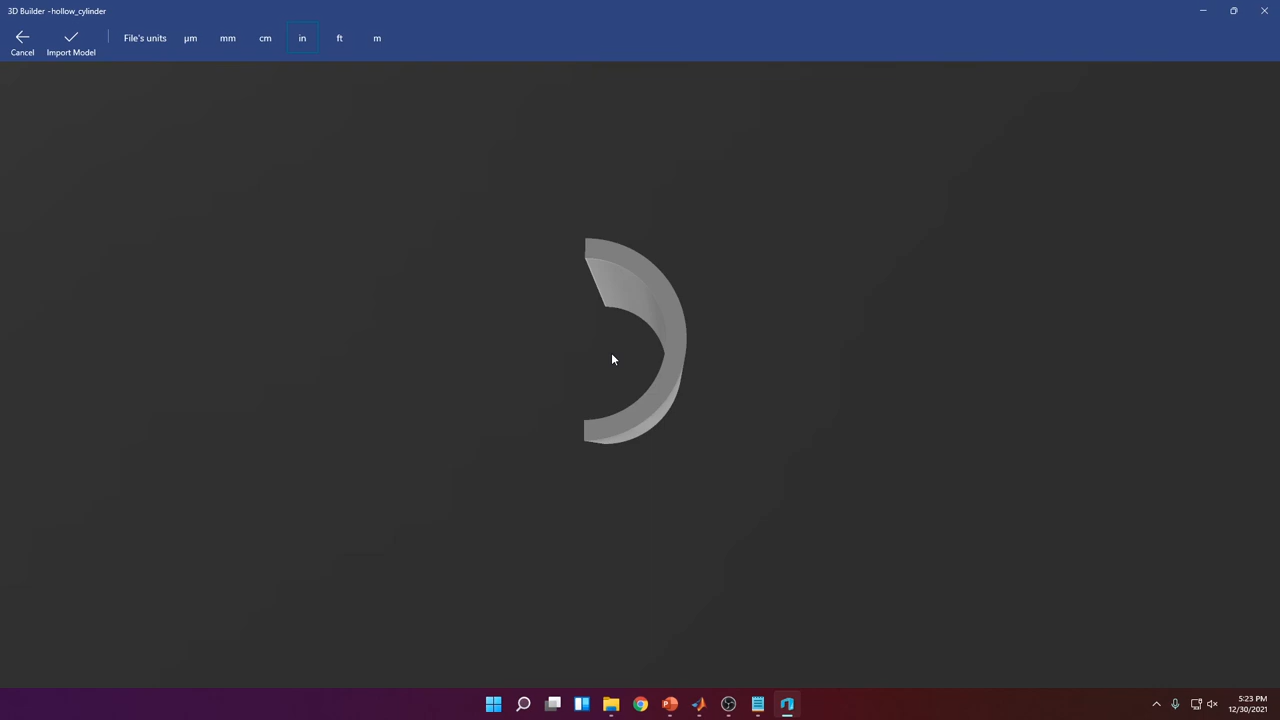 3D Builder -hollow_cylinder
Cancel
Import Model
File's units
µm
mm
cm
in
ft
m
5:23 PM
12/30/2021